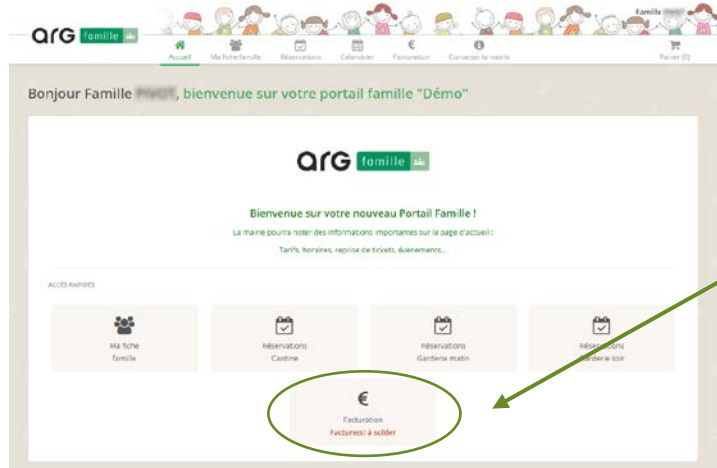 Famille
arg famille
Accueil
Ma fiche famille
Réservations
Calendrier
Facturation
Contacter la mairie
Panier (0)
Bonjour Famille , bienvenue sur votre portail famille "Démo"
arg famille
Bienvenue sur votre nouveau Portail Famille !
La mairie pourra noter des informations importantes sur la page d'accueil :
Tarifs, horaires, reprise de tickets, évènements...
ACCÈS RAPIDES
Ma fiche
famille
Réservations
Cantine
Réservations
Garderie matin
Réservations
Garderie soir
€
Facturation
Facture(s) à solder